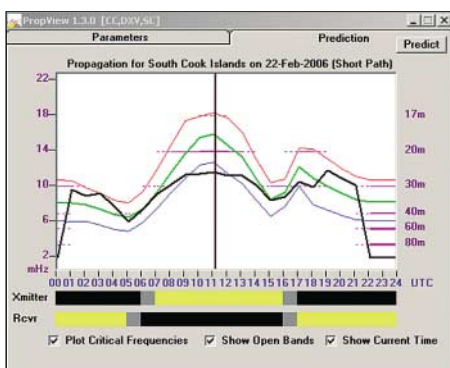 PropView 1.3.0 [CC,DXV,SC]
Parameters Prediction Predict
Propagation for South Cook Islands on 22-Feb-2006 (Short Path)
22
18 17m
14 20m
10 30m
6 40m
60m
80m
2
mHz
00 01 02 03 04 05 06 07 08 09 10 11 12 13 14 15 16 17 18 19 20 21 22 23 24 UTC
Xmitter
Rcvr
Plot Critical Frequencies Show Open Bands Show Current Time